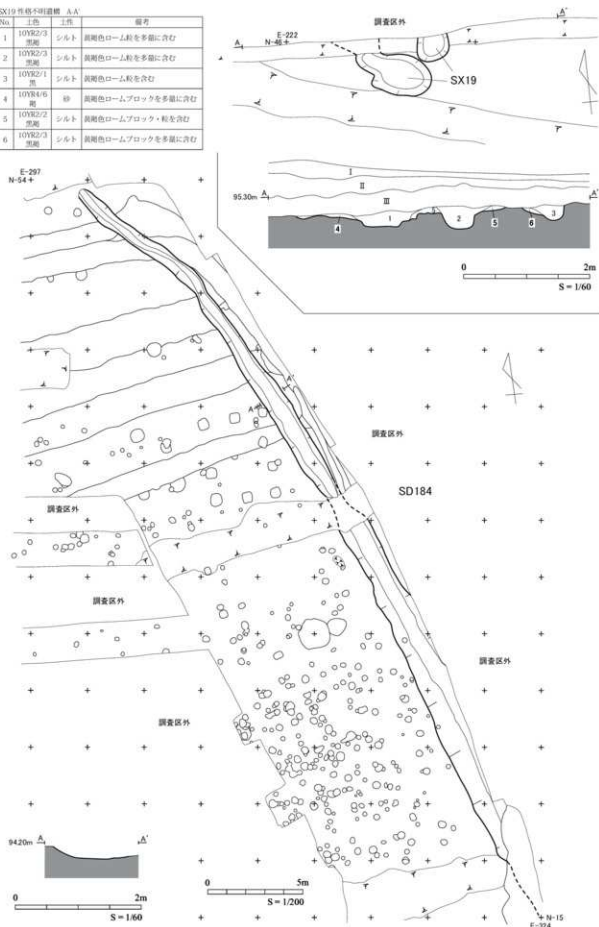 SX19 性格不明遺構 A-A'
No. 土色 土性 備考
1 10YR2/3 黒褐 シルト 黄褐色ローム粒を多量に含む
2 10YR2/3 黒褐 シルト 黄褐色ローム粒を多量に含む
3 10YR2/1 黒 シルト 黄褐色ローム粒を含む
4 10YR4/6 褐 砂 黄褐色ロームブロックを多量に含む
5 10YR2/2 黒褐 シルト 黄褐色ロームブロック・粒を含む
6 10YR2/3 黒褐 シルト 黄褐色ロームブロックを多量に含む
調査区外
A'
A
E-222
N-46
SX19
I
II
III
95.30m A
A'
1
2
3
4
5
6
0 2m
S = 1/60
E-297
N-54
A'
A
調査区外
SD184
調査区外
調査区外
調査区外
調査区外
94.20m A
A'
0 2m
S = 1/60
0 5m
S = 1/200
N-15
E-324